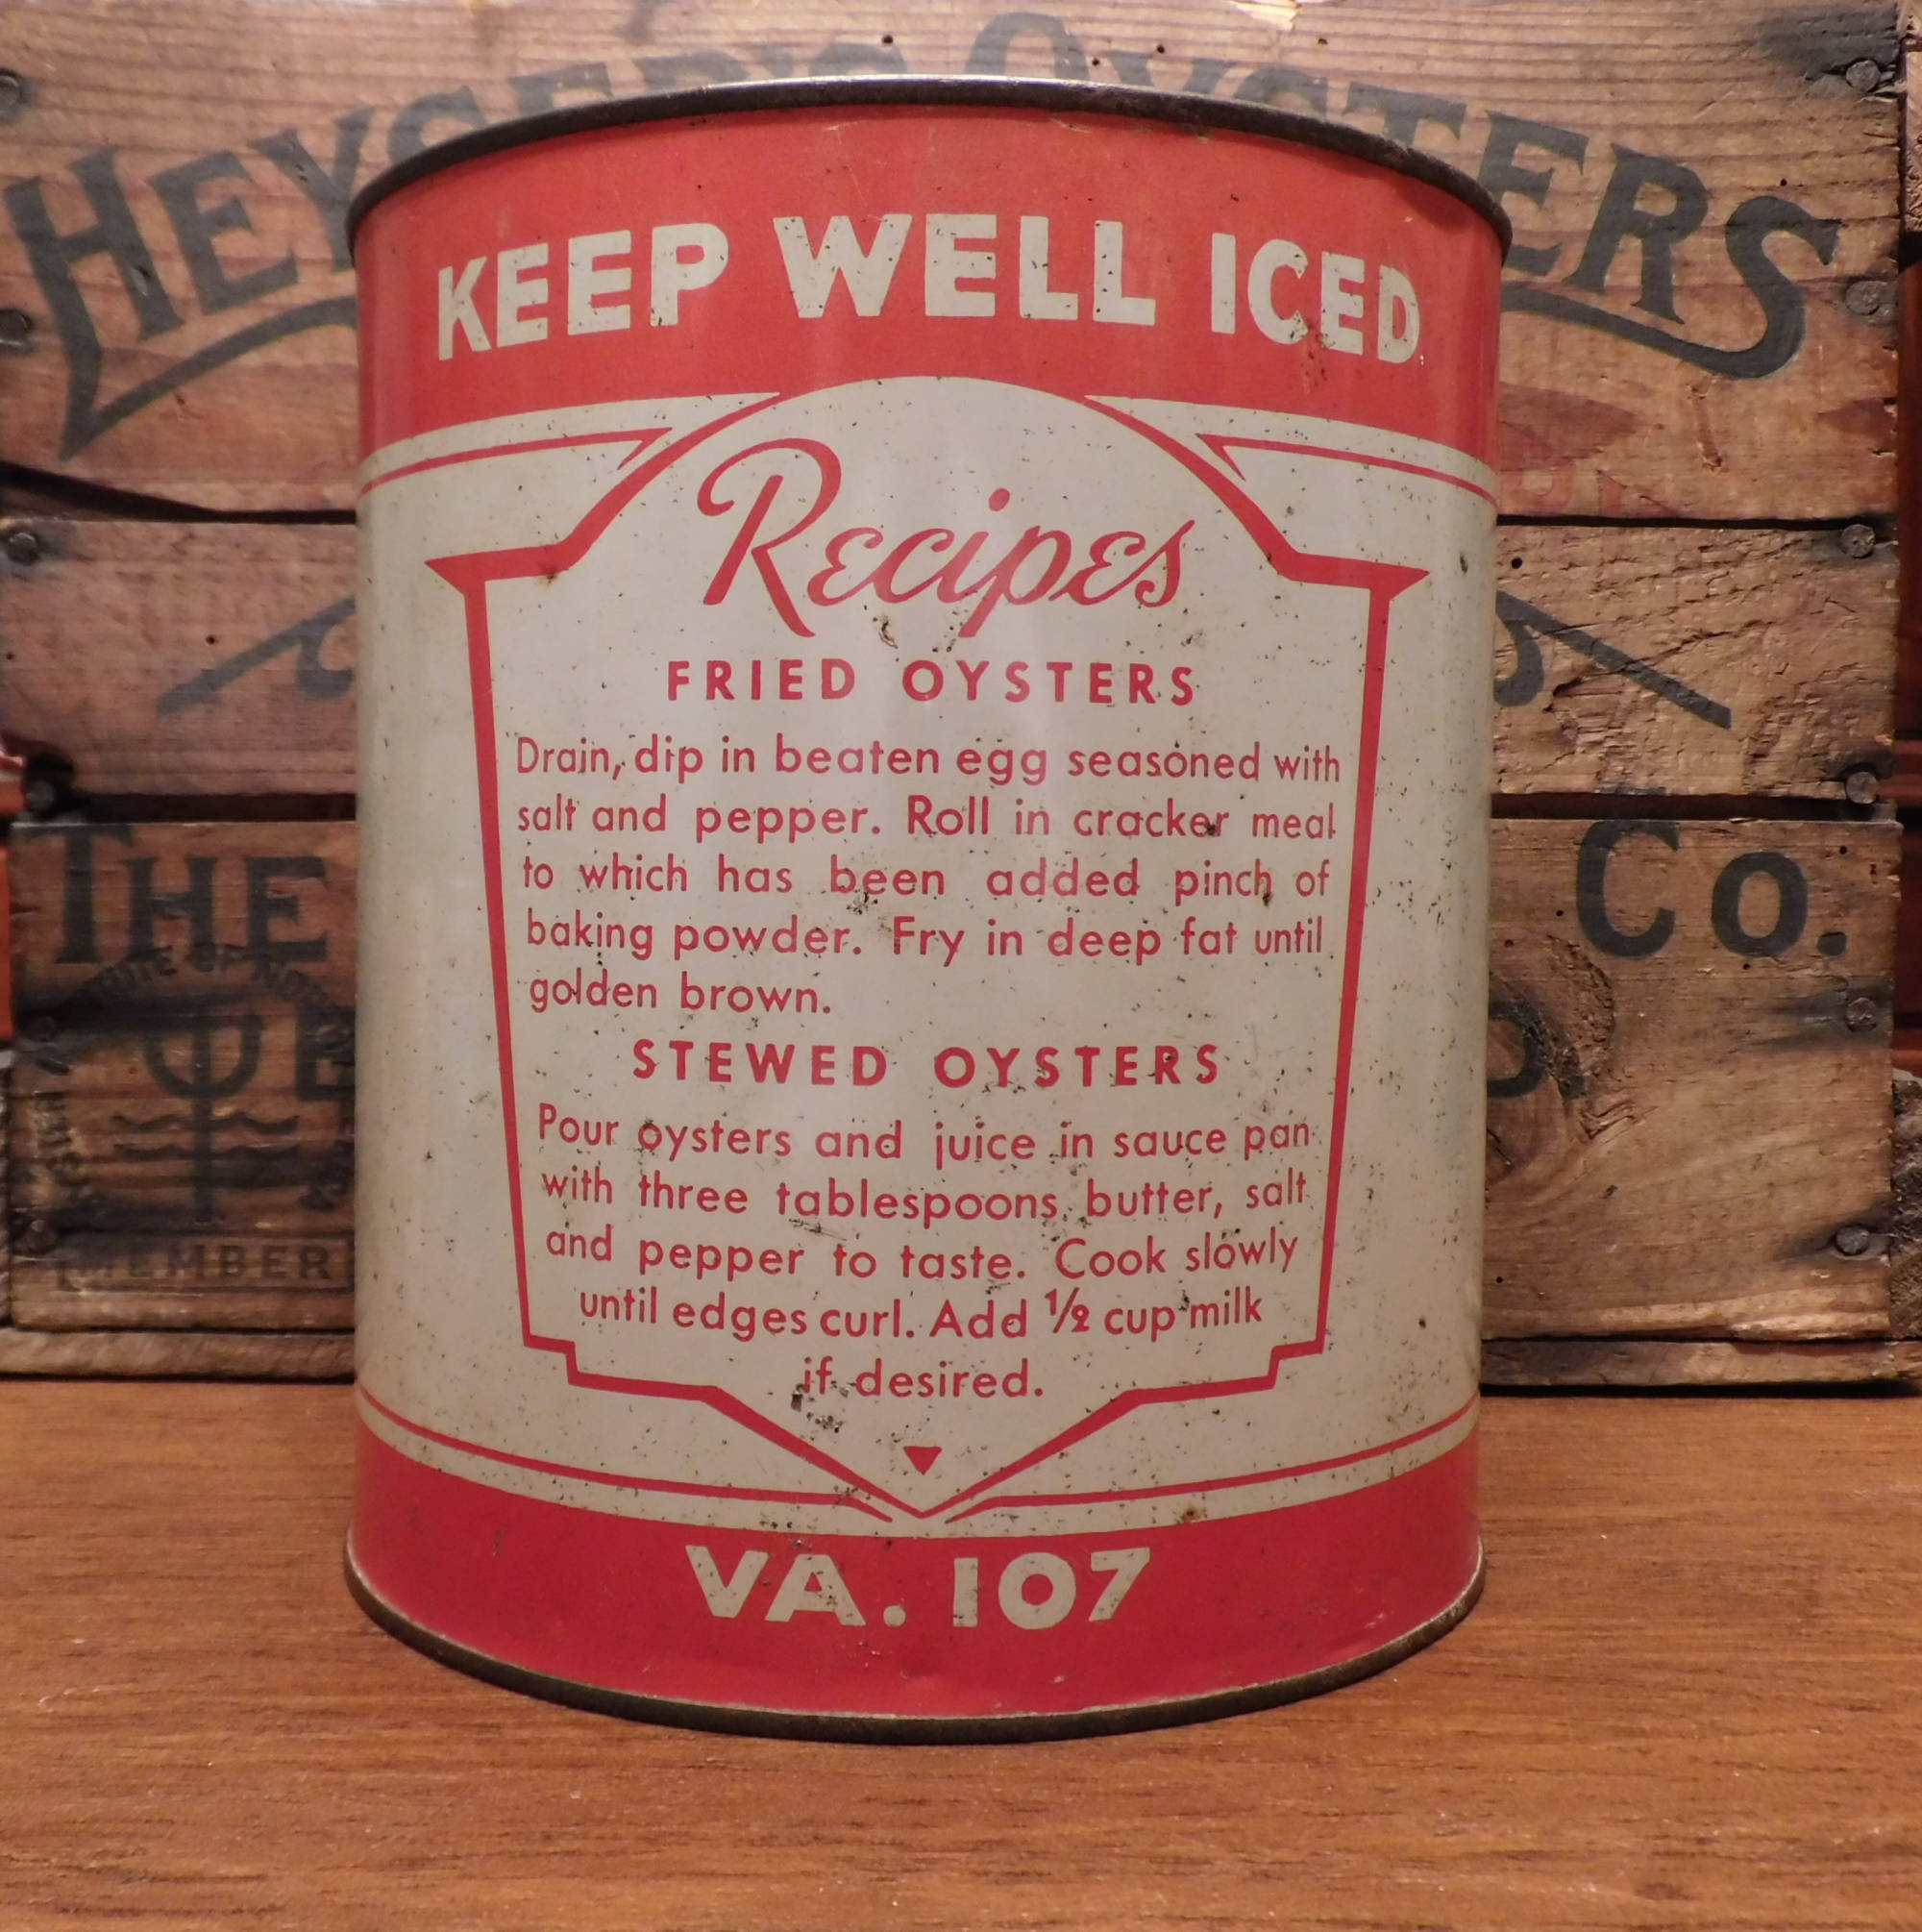 HEYSER'S OYSTERS
KEEP WELL ICED
Recipes
FRIED OYSTERS
Drain, dip in beaten egg seasoned with
salt and pepper. Roll in cracker meal
to which has been added pinch of
baking powder. Fry in deep fat until
golden brown.
STEWED OYSTERS
Pour oysters and juice in sauce pan
with three tablespoons butter, salt
and pepper to taste. Cook slowly
until edges curl. Add ½ cup milk
if desired.
VA. 107
THE
Co.
MEMBER